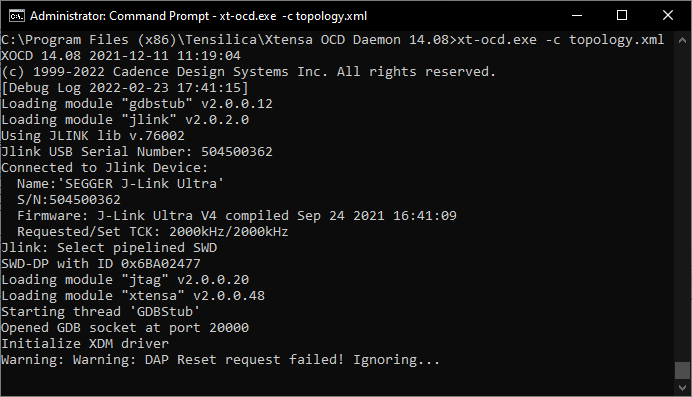 Administrator: Command Prompt - xt-ocd.exe -c topology.xml
C:\Program Files (x86)\Tensilica\Xtensa OCD Daemon 14.08>xt-ocd.exe -c topology.xml
XOCD 14.08 2021-12-11 11:19:04
(c) 1999-2022 Cadence Design Systems Inc. All rights reserved.
[Debug Log 2022-02-23 17:41:15]
Loading module "gdbstub" v2.0.0.12
Loading module "jlink" v2.0.2.0
Using JLINK lib v.76002
Jlink USB Serial Number: 504500362
Connected to Jlink Device:
  Name:'SEGGER J-Link Ultra'
  S/N:504500362
  Firmware: J-Link Ultra V4 compiled Sep 24 2021 16:41:09
  Requested/Set TCK: 2000kHz/2000kHz
Jlink: Select pipelined SWD
SWD-DP with ID 0x6BA02477
Loading module "jtag" v2.0.0.20
Loading module "xtensa" v2.0.0.48
Starting thread 'GDBStub'
Opened GDB socket at port 20000
Initialize XDM driver
Warning: Warning: DAP Reset request failed! Ignoring...